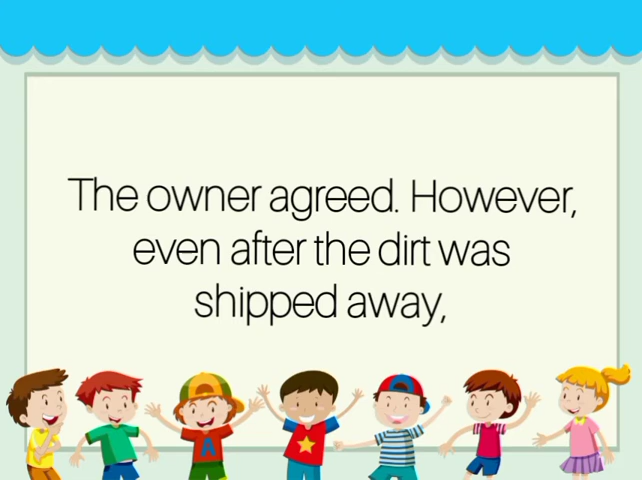 The owner agreed. However,
even after the dirt was
shipped away,
A